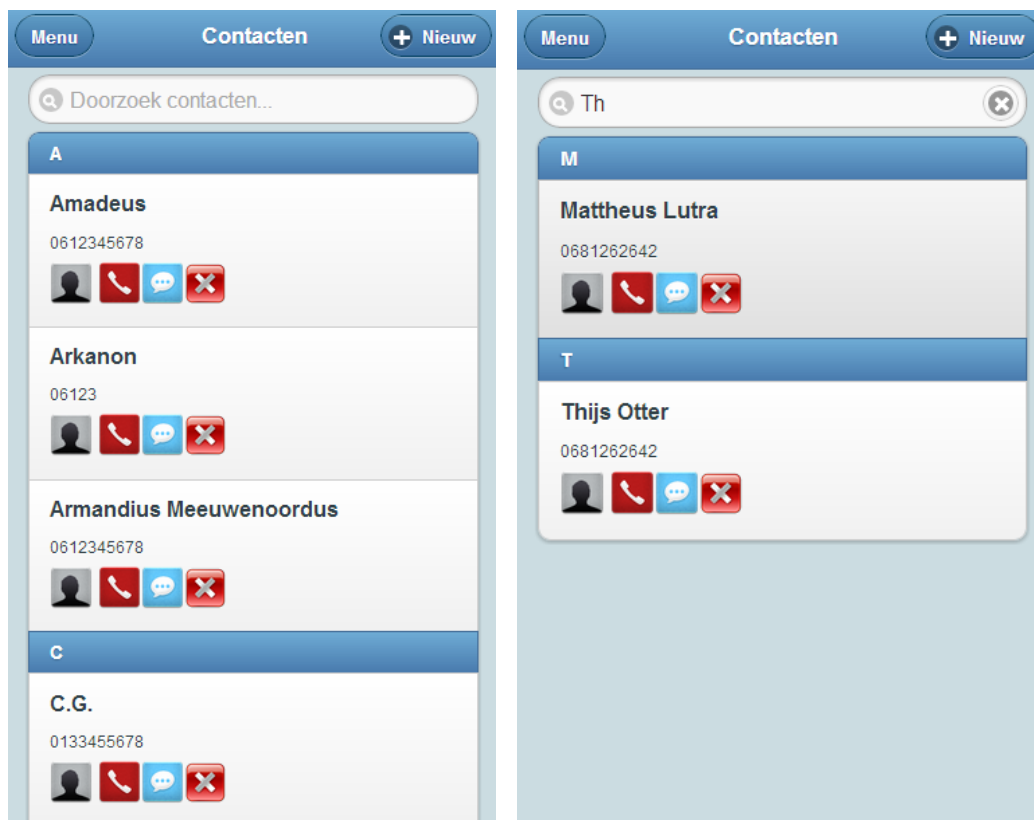 Menu Contacten Nieuw
Doorzoek contacten...
A
Amadeus
0612345678
Arkanon
06123
Armandius Meeuwenoordus
0612345678
C
C.G.
0133455678
Menu Contacten Nieuw
Th
M
Mattheus Lutra
0681262642
T
Thijs Otter
0681262642